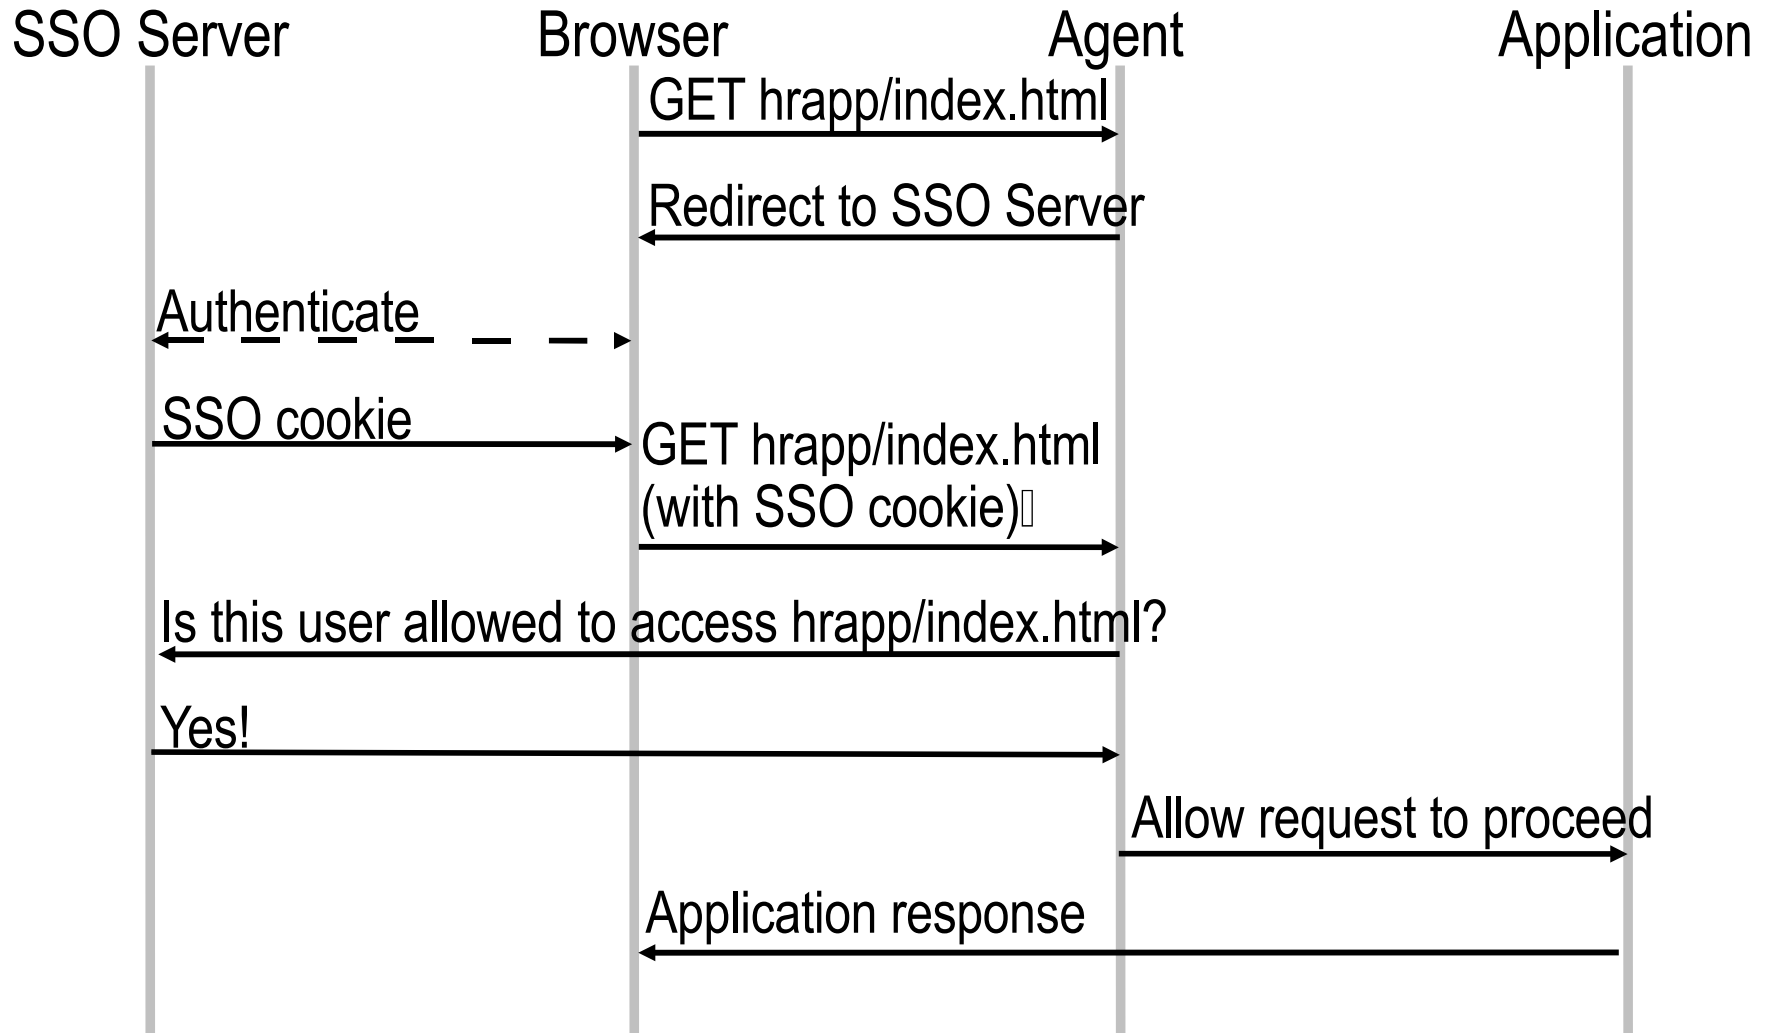 SSO Server Browser Agent Application
GET hrapp/index.html
Redirect to SSO Server
Authenticate
SSO cookie
GET hrapp/index.html
(with SSO cookie)
Is this user allowed to access hrapp/index.html?
Yes!
Allow request to proceed
Application response